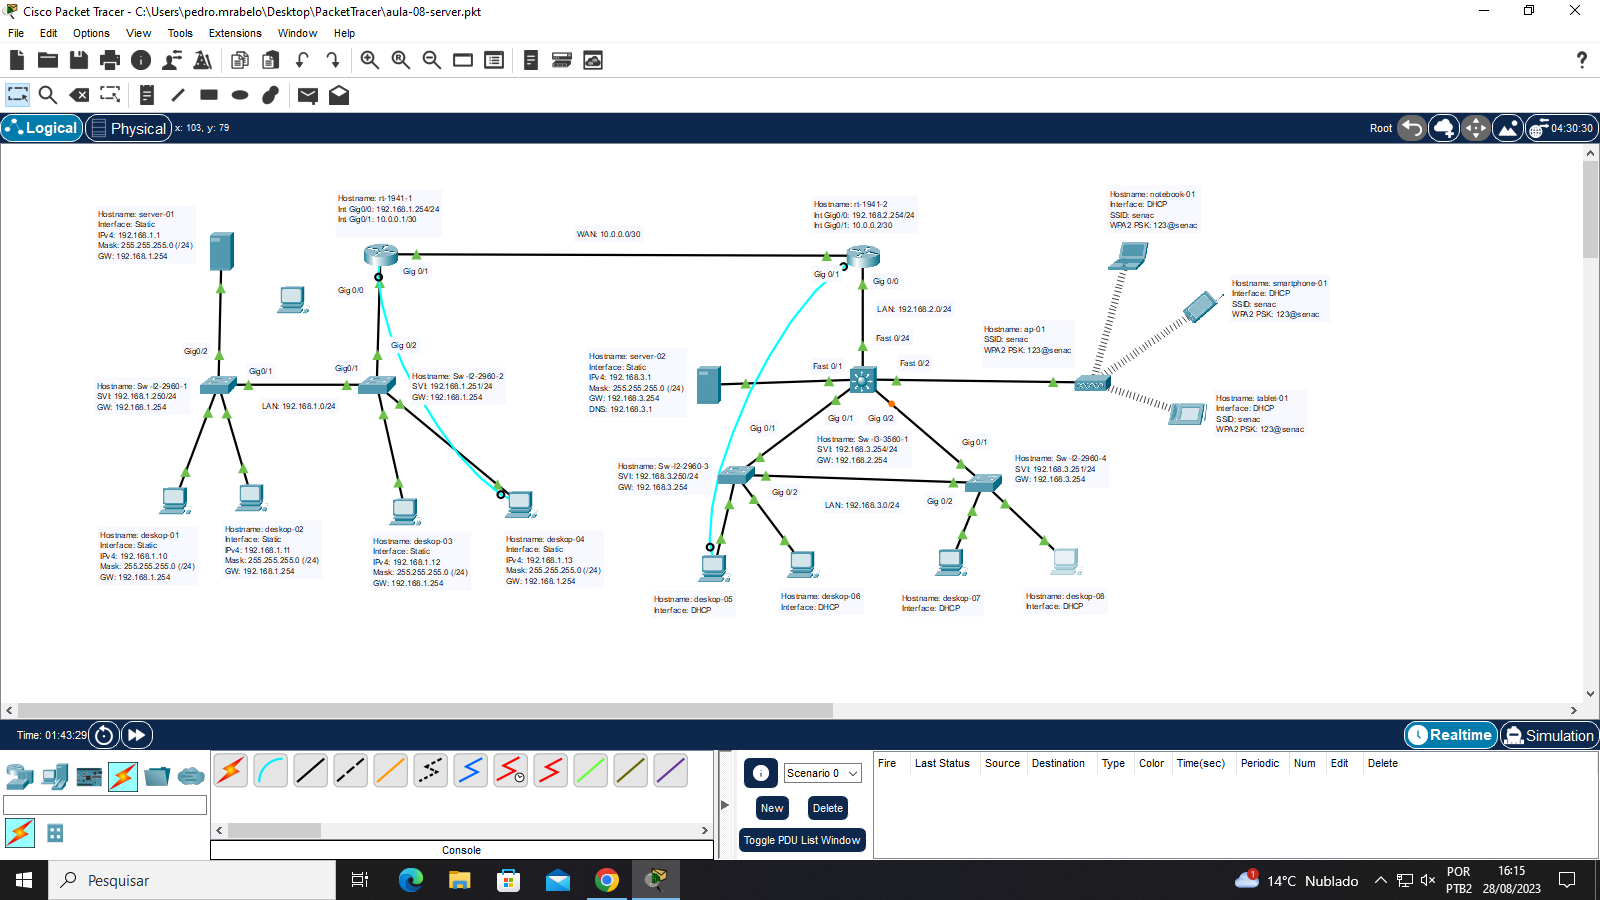 Cisco Packet Tracer - C:\Users\pedro.mrabelo\Desktop\PacketTracer\aula-08-server.pkt
File Edit Options View Tools Extensions Window Help
Logical Physical x: 103, y: 79 Root 04:30:30
Hostname: server-01
Interface: Static
IPv4: 192.168.1.1
Mask: 255.255.255.0 (/24)
GW: 192.168.1.254
Hostname: rt-1941-1
Int Gig0/0: 192.168.1.254/24
Int Gig0/1: 10.0.0.1/30
WAN: 10.0.0.0/30
Hostname: rt-1941-2
Int Gig0/0: 192.168.2.254/24
Int Gig0/1: 10.0.0.2/30
Hostname: notebook-01
Interface: DHCP
SSID: senac
WPA2 PSK: 123@senac
Gig 0/1
Gig 0/0
Gig 0/1
Gig 0/0
Hostname: smartphone-01
Interface: DHCP
SSID: senac
WPA2 PSK: 123@senac
LAN: 192.168.2.0/24
Hostname: ap-01
SSID: senac
WPA2 PSK: 123@senac
Fast 0/24
Gig0/2
Gig 0/2
Gig0/1
Gig0/1
Hostname: server-02
Interface: Static
IPv4: 192.168.3.1
Mask: 255.255.255.0 (/24)
GW: 192.168.3.254
DNS: 192.168.3.1
Fast 0/1
Fast 0/2
Hostname: Sw-l2-2960-1
SVI: 192.168.1.250/24
GW: 192.168.1.254
LAN: 192.168.1.0/24
Hostname: Sw-l2-2960-2
SVI: 192.168.1.251/24
GW: 192.168.1.254
Hostname: tablet-01
Interface: DHCP
SSID: senac
WPA2 PSK: 123@senac
Gig 0/1
Gig 0/1
Gig 0/2
Gig 0/1
Hostname: Sw-l3-3560-1
SVI: 192.168.3.254/24
GW: 192.168.2.254
Hostname: Sw-l2-2960-3
SVI: 192.168.3.250/24
GW: 192.168.3.254
Hostname: Sw-l2-2960-4
SVI: 192.168.3.251/24
GW: 192.168.3.254
Gig 0/2
LAN: 192.168.3.0/24
Gig 0/2
Hostname: deskop-01
Interface: Static
IPv4: 192.168.1.10
Mask: 255.255.255.0 (/24)
GW: 192.168.1.254
Hostname: deskop-02
Interface: Static
IPv4: 192.168.1.11
Mask: 255.255.255.0 (/24)
GW: 192.168.1.254
Hostname: deskop-03
Interface: Static
IPv4: 192.168.1.12
Mask: 255.255.255.0 (/24)
GW: 192.168.1.254
Hostname: deskop-04
Interface: Static
IPv4: 192.168.1.13
Mask: 255.255.255.0 (/24)
GW: 192.168.1.254
Hostname: deskop-05
Interface: DHCP
Hostname: deskop-06
Interface: DHCP
Hostname: deskop-07
Interface: DHCP
Hostname: deskop-08
Interface: DHCP
Time: 01:43:29 Realtime Simulation
Scenario 0
New Delete
Toggle PDU List Window
Fire Last Status Source Destination Type Color Time(sec) Periodic Num Edit Delete
Console
Pesquisar
1
14°C Nublado
POR
PTB2
16:15
28/08/2023